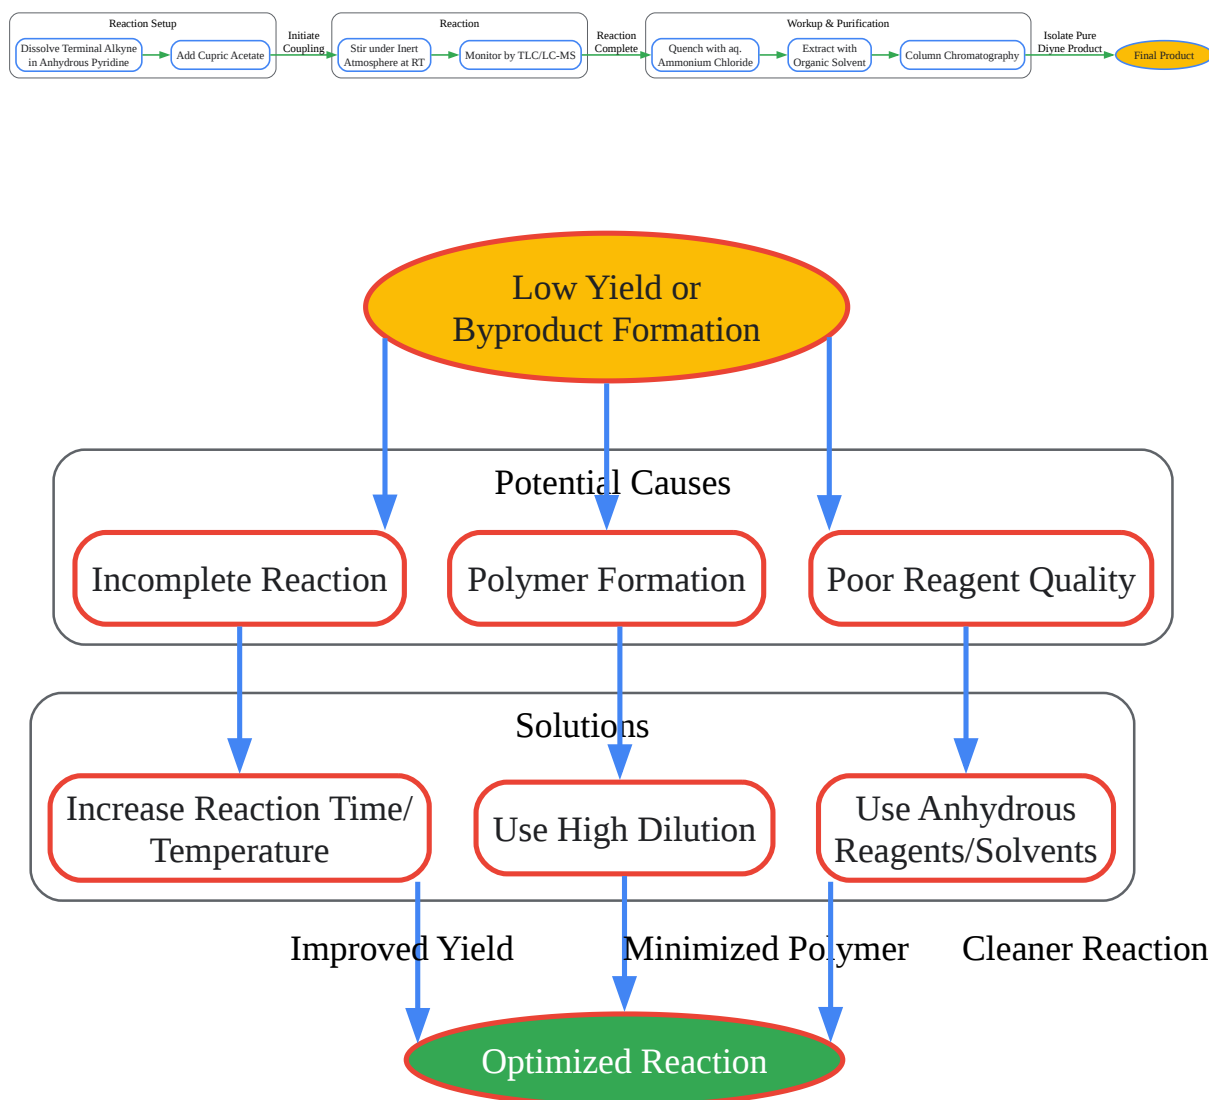 Reaction Setup
Dissolve Terminal Alkyne
in Anhydrous Pyridine
Add Cupric Acetate
Initiate
Coupling
Reaction
Stir under Inert
Atmosphere at RT
Monitor by TLC/LC-MS
Reaction
Complete
Workup & Purification
Quench with aq.
Ammonium Chloride
Extract with
Organic Solvent
Column Chromatography
Isolate Pure
Diyne Product
Final Product
Low Yield or
Byproduct Formation
Potential Causes
Incomplete Reaction
Polymer Formation
Poor Reagent Quality
Solutions
Increase Reaction Time/
Temperature
Use High Dilution
Use Anhydrous
Reagents/Solvents
Improved Yield
Minimized Polymer
Cleaner Reaction
Optimized Reaction